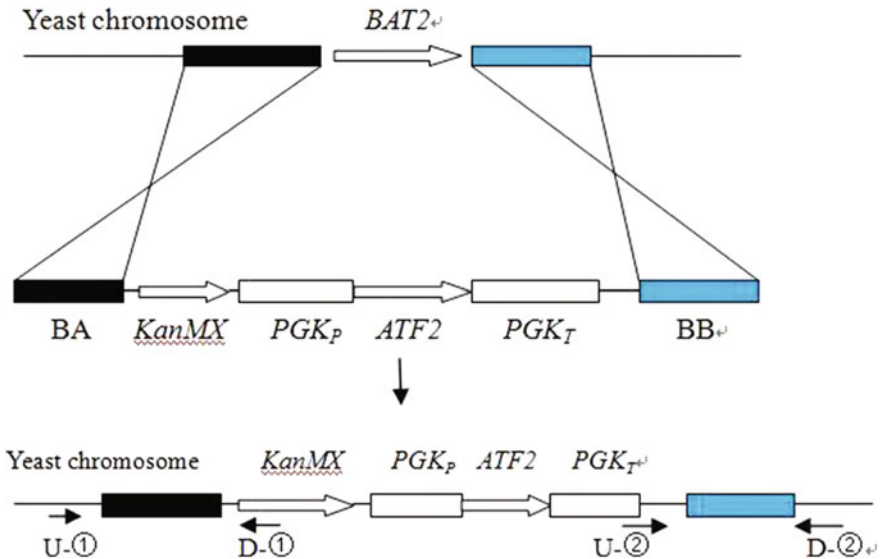 Yeast chromosome BAT2↵
BA KanMX PGKP ATF2 PGKT BB↵
Yeast chromosome KanMX PGKP ATF2 PGKT↵
U-① D-① U-② D-②↵